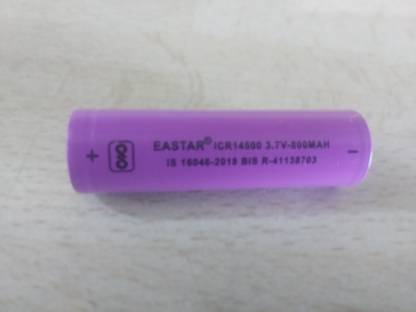 EASTAR® ICR14500 3.7V-800MAH
IS 16046-2018 BIS R-41138703
+
-